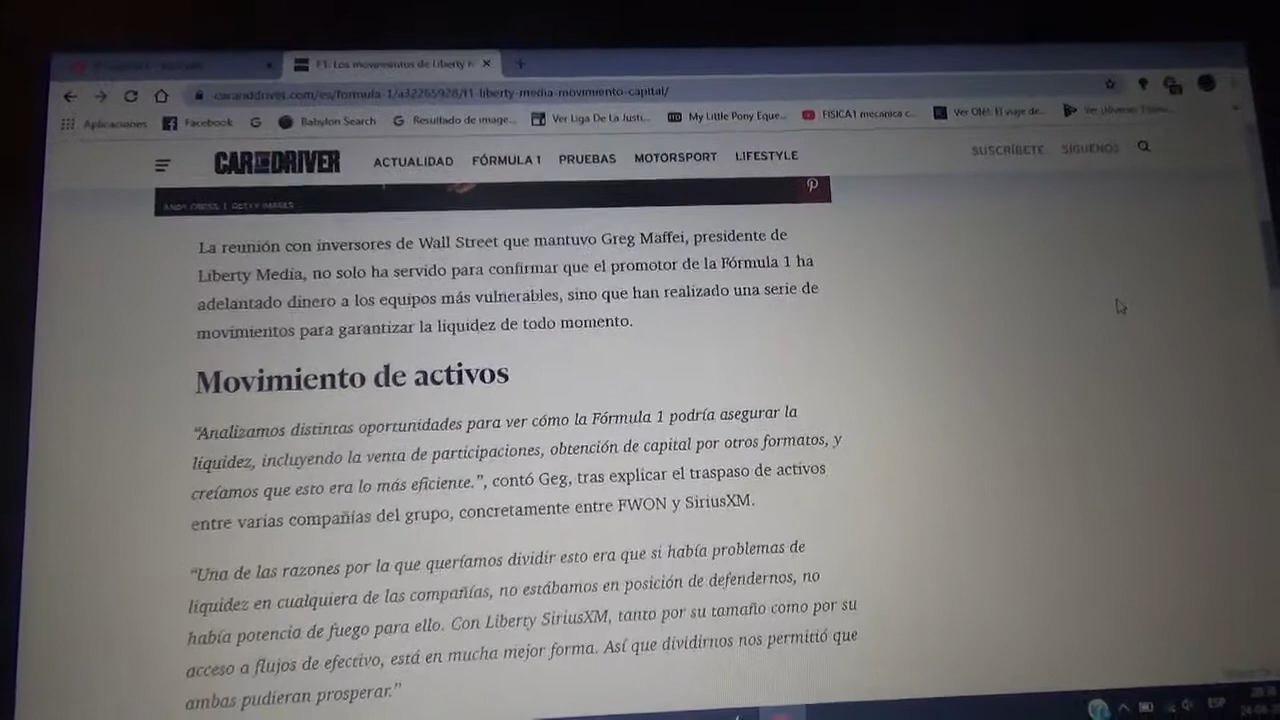 F1: Los movimientos de Liberty
caranddriver.com/es/formula-1/a32265928/f1-liberty-media-movimiento-capital/
Aplicaciones Facebook Babylon Search Resultado de image... Ver Liga De La Justi... My Little Pony Eque... FISICA1 mecanica c... Ver Olé!: El viaje de...
CAR AND DRIVER ACTUALIDAD FÓRMULA 1 PRUEBAS MOTORSPORT LIFESTYLE SUSCRÍBETE SÍGUENOS
GETTY IMAGES
La reunión con inversores de Wall Street que mantuvo Greg Maffei, presidente de
Liberty Media, no solo ha servido para confirmar que el promotor de la Fórmula 1 ha
adelantado dinero a los equipos más vulnerables, sino que han realizado una serie de
movimientos para garantizar la liquidez de todo momento.
Movimiento de activos
“Analizamos distintas oportunidades para ver cómo la Fórmula 1 podría asegurar la
liquidez, incluyendo la venta de participaciones, obtención de capital por otros formatos, y
creíamos que esto era lo más eficiente.”, contó Geg, tras explicar el traspaso de activos
entre varias compañías del grupo, concretamente entre FWON y SiriusXM.
“Una de las razones por la que queríamos dividir esto era que si había problemas de
liquidez en cualquiera de las compañías, no estábamos en posición de defendernos, no
había potencia de fuego para ello. Con Liberty SiriusXM, tanto por su tamaño como por su
acceso a flujos de efectivo, está en mucha mejor forma. Así que dividirnos nos permitió que
ambas pudieran prosperar.”
ESP